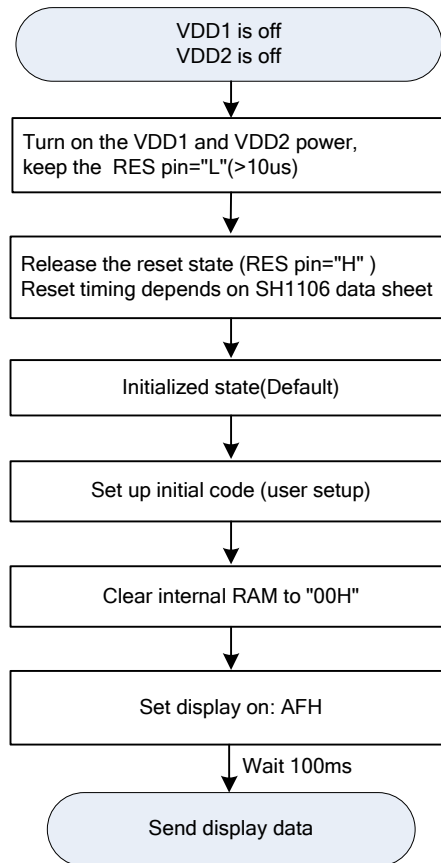 VDD1 is off
VDD2 is off
Turn on the VDD1 and VDD2 power,
keep the RES pin="L"(>10us)
Release the reset state (RES pin="H" )
Reset timing depends on SH1106 data sheet
Initialized state(Default)
Set up initial code (user setup)
Clear internal RAM to "00H"
Set display on: AFH
Wait 100ms
Send display data